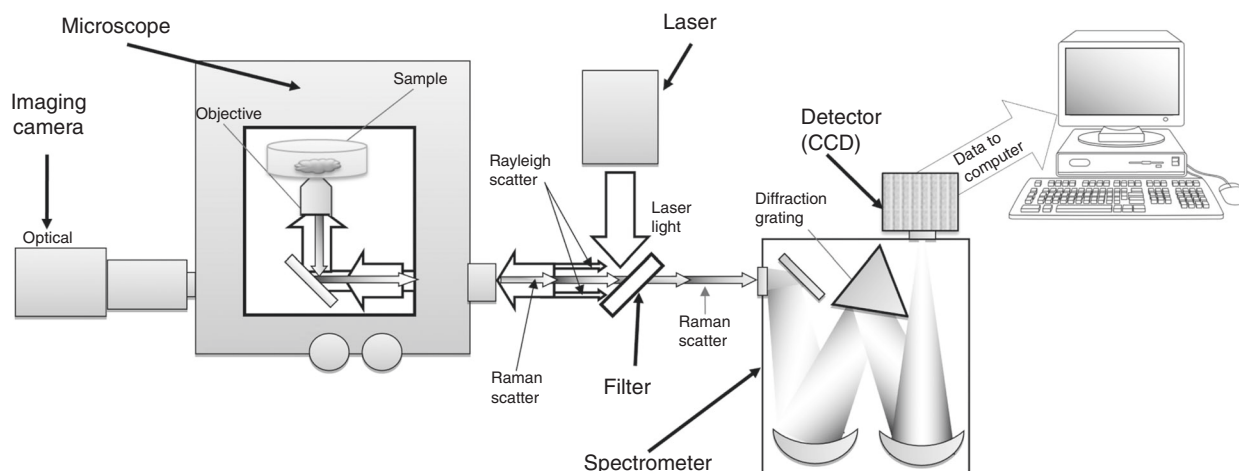 Microscope
Laser
Sample
Imaging
camera
Objective
Detector
(CCD)
Data to
computer
Rayleigh
scatter
Diffraction
grating
Laser
light
Optical
Raman
scatter
Raman
scatter
Filter
Spectrometer